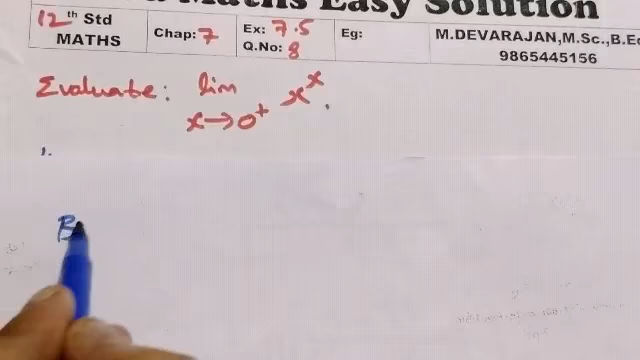 Maths Easy Solution
12th Std MATHS Chap: 7 Ex: 7.5 Q.No: 8 Eg: M.DEVARAJAN,M.Sc.,B.Ed
9865445156
Evaluate: lim x→0⁺ xˣ.